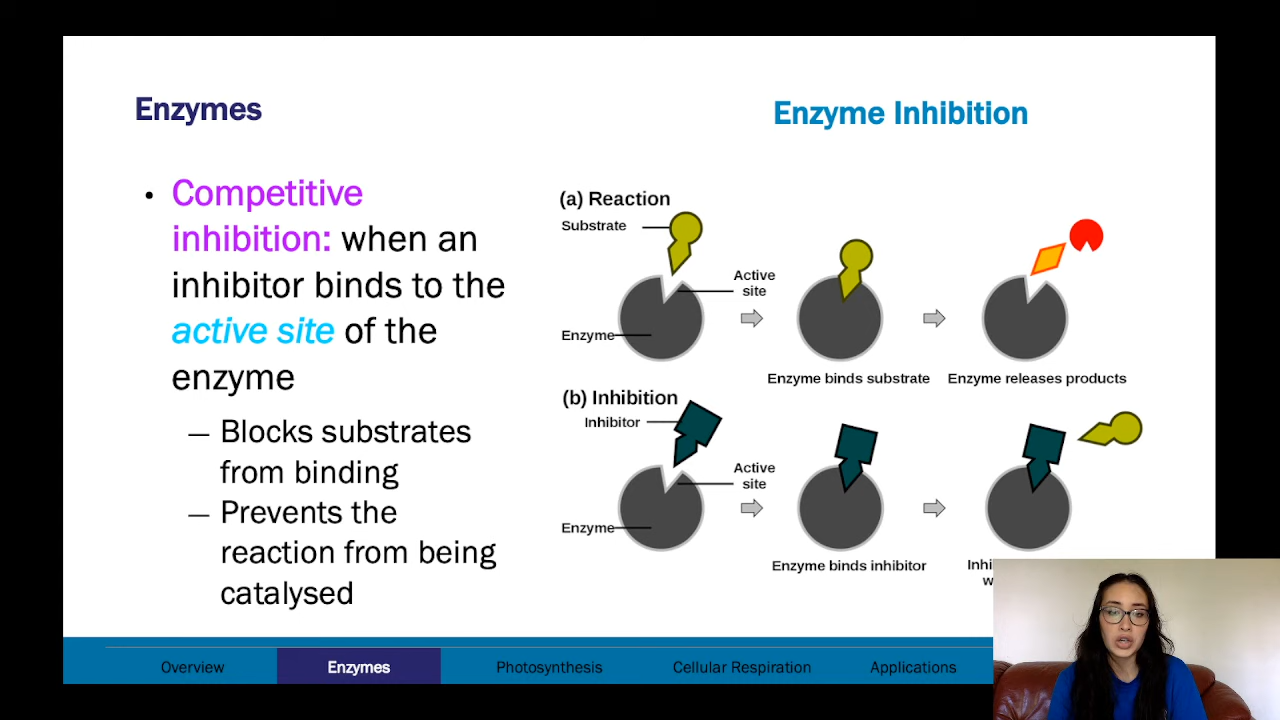 Enzymes
Enzyme Inhibition
• Competitive
inhibition: when an
inhibitor binds to the
active site of the
enzyme
— Blocks substrates
from binding
— Prevents the
reaction from being
catalysed
(a) Reaction
Substrate
Active
site
Enzyme
Enzyme binds substrate
Enzyme releases products
(b) Inhibition
Inhibitor
Active
site
Enzyme
Enzyme binds inhibitor
Overview
Enzymes
Photosynthesis
Cellular Respiration
Applications